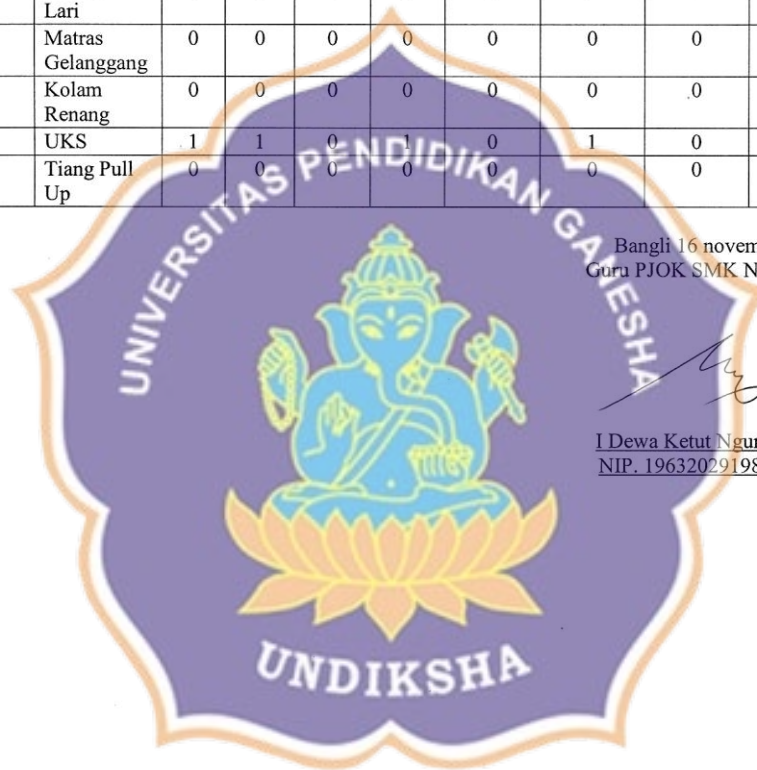 Lari
Matras 0 0 0 0 0 0 0
Gelanggang
Kolam 0 0 0 0 0 0 0
Renang
UKS 1 1 0 1 0 1 0
Tiang Pull 0 0 0 0 0 0 0
Up
UNIVERSITAS PENDIDIKAN GANESHA
Bangli 16 novem
Guru PJOK SMK N
I Dewa Ketut Ngur
NIP. 19632029198
UNDIKSHA